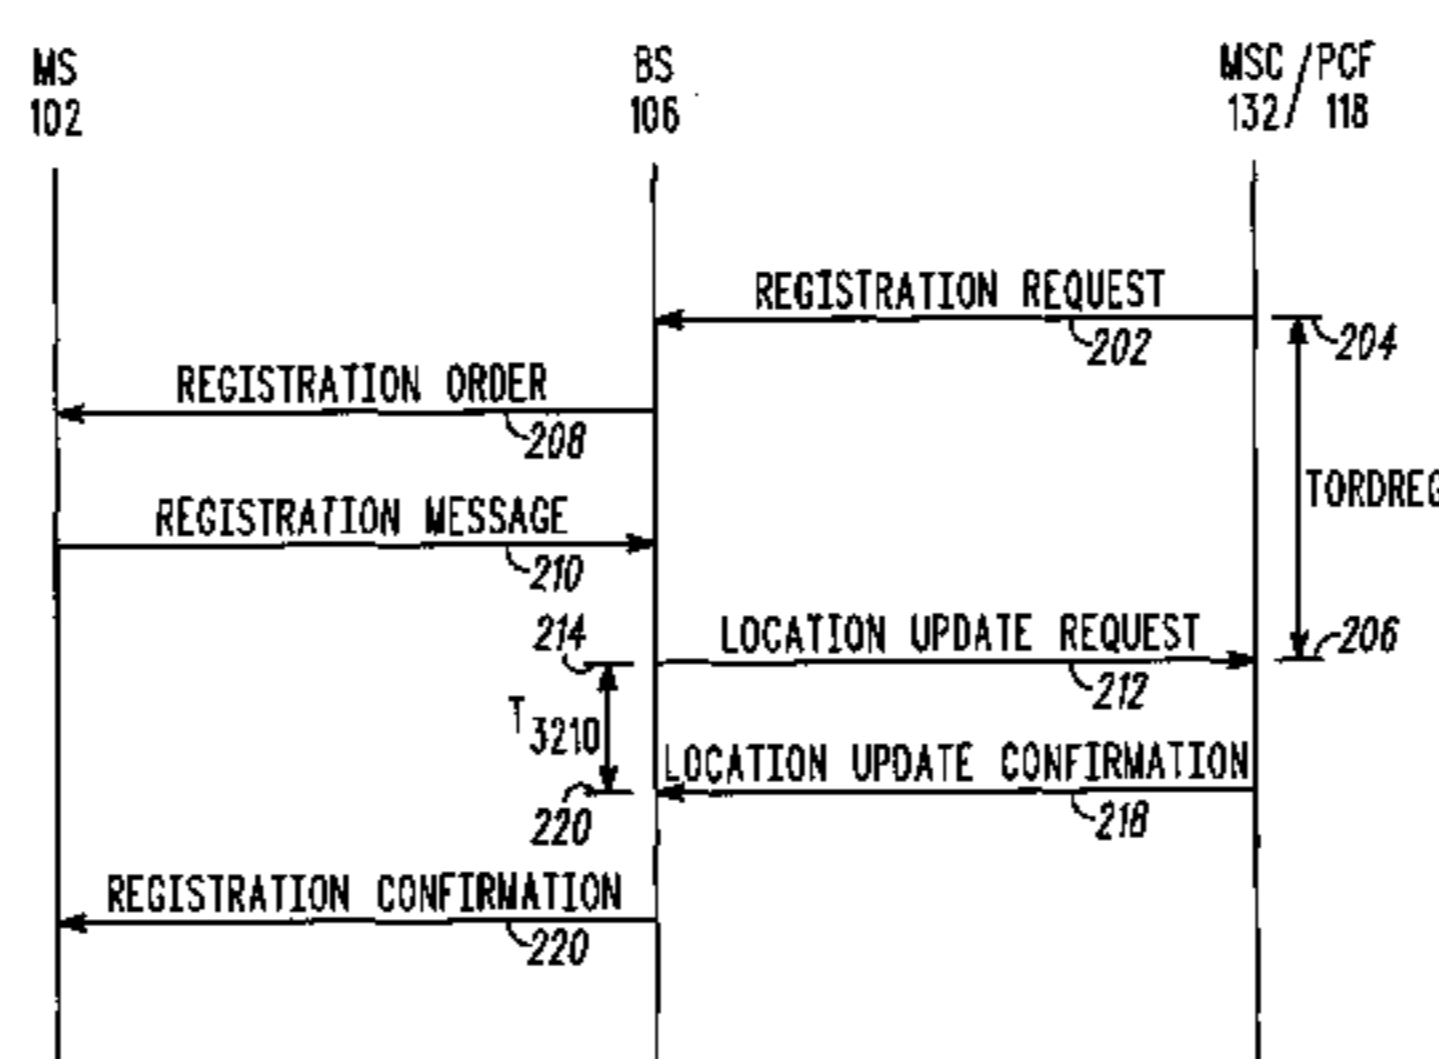 MS
102
BS
106
MSC/PCF
132/118
REGISTRATION REQUEST
202
204
REGISTRATION ORDER
208
TORDREG
REGISTRATION MESSAGE
210
214
LOCATION UPDATE REQUEST
206
212
T3210
LOCATION UPDATE CONFIRMATION
220
218
REGISTRATION CONFIRMATION
220